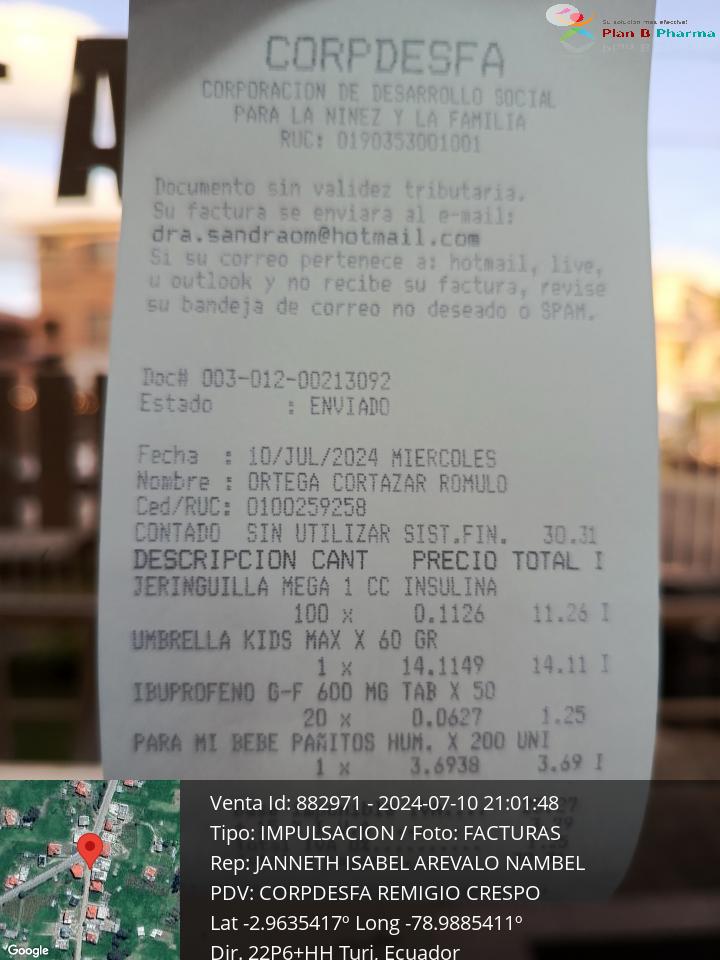 Su solucion mas efectiva!
Plan B Pharma
CORPDESFA
CORPORACION DE DESARROLLO SOCIAL
PARA LA NINEZ Y LA FAMILIA
RUC: 0190353001001
Documento sin validez tributaria.
Su factura se enviara al e-mail:
dra.sandraom@hotmail.com
Si su correo pertenece a: hotmail, live,
u outlook y no recibe su factura, revise
su bandeja de correo no deseado o SPAM.
Doc# 003-012-00213092
Estado : ENVIADO
Fecha : 10/JUL/2024 MIERCOLES
Nombre : ORTEGA CORTAZAR ROMULO
Ced/RUC: 0100259258
CONTADO SIN UTILIZAR SIST.FIN. 30.31
DESCRIPCION CANT PRECIO TOTAL I
JERINGUILLA MEGA 1 CC INSULINA
100 x 0.1126 11.26 I
UMBRELLA KIDS MAX X 60 GR
1 x 14.1149 14.11 I
IBUPROFENO G-F 600 MG TAB X 50
20 x 0.0627 1.25
PARA MI BEBE PAÑITOS HUM. X 200 UNI
1 x 3.6938 3.69 I
Venta Id: 882971 - 2024-07-10 21:01:48
Tipo: IMPULSACION / Foto: FACTURAS
Rep: JANNETH ISABEL AREVALO NAMBEL
PDV: CORPDESFA REMIGIO CRESPO
Lat -2.9635417º Long -78.9885411º
Dir. 22P6+HH Turi, Ecuador
Google